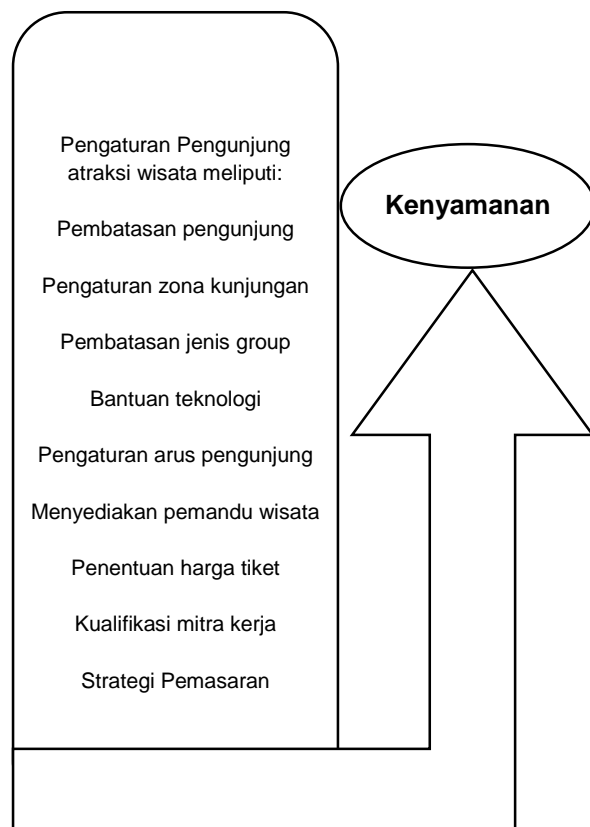 Pengaturan Pengunjung
atraksi wisata meliputi:
Pembatasan pengunjung
Pengaturan zona kunjungan
Pembatasan jenis group
Bantuan teknologi
Pengaturan arus pengunjung
Menyediakan pemandu wisata
Penentuan harga tiket
Kualifikasi mitra kerja
Strategi Pemasaran
Kenyamanan